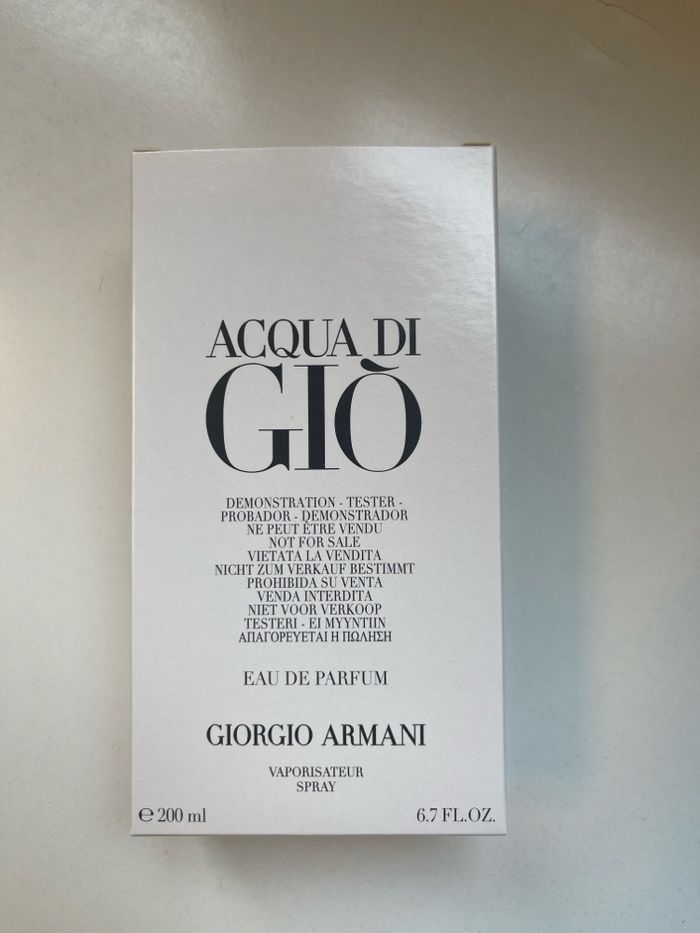 ACQUA DI
GIÒ
DEMONSTRATION - TESTER -
PROBADOR - DEMONSTRADOR
NE PEUT ÊTRE VENDU
NOT FOR SALE
VIETATA LA VENDITA
NICHT ZUM VERKAUF BESTIMMT
PROHIBIDA SU VENTA
VENDA INTERDITA
NIET VOOR VERKOOP
TESTERI - EI MYYNTIIN
ΑΠΑΓΟΡΕΥΕΤΑΙ Η ΠΩΛΗΣΗ
EAU DE PARFUM
GIORGIO ARMANI
VAPORISATEUR
SPRAY
℮ 200 ml 6.7 FL.OZ.